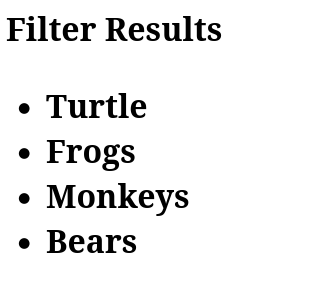 Filter Results
• Turtle
• Frogs
• Monkeys
• Bears